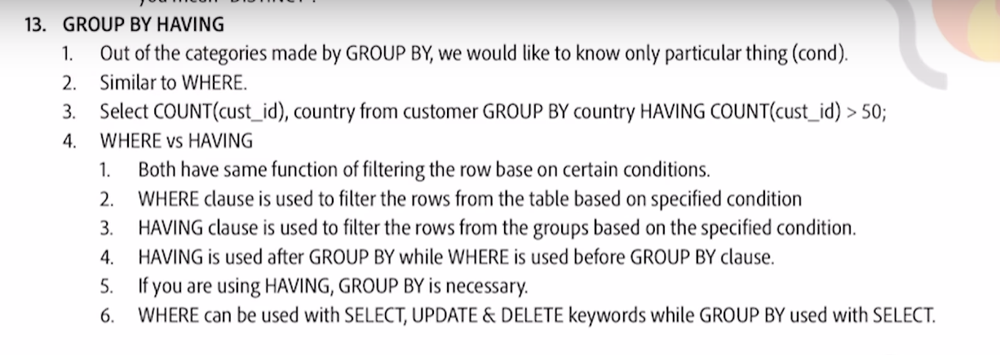 13. GROUP BY HAVING
1. Out of the categories made by GROUP BY, we would like to know only particular thing (cond).
2. Similar to WHERE.
3. Select COUNT(cust_id), country from customer GROUP BY country HAVING COUNT(cust_id) > 50;
4. WHERE vs HAVING
1. Both have same function of filtering the row base on certain conditions.
2. WHERE clause is used to filter the rows from the table based on specified condition
3. HAVING clause is used to filter the rows from the groups based on the specified condition.
4. HAVING is used after GROUP BY while WHERE is used before GROUP BY clause.
5. If you are using HAVING, GROUP BY is necessary.
6. WHERE can be used with SELECT, UPDATE & DELETE keywords while GROUP BY used with SELECT.